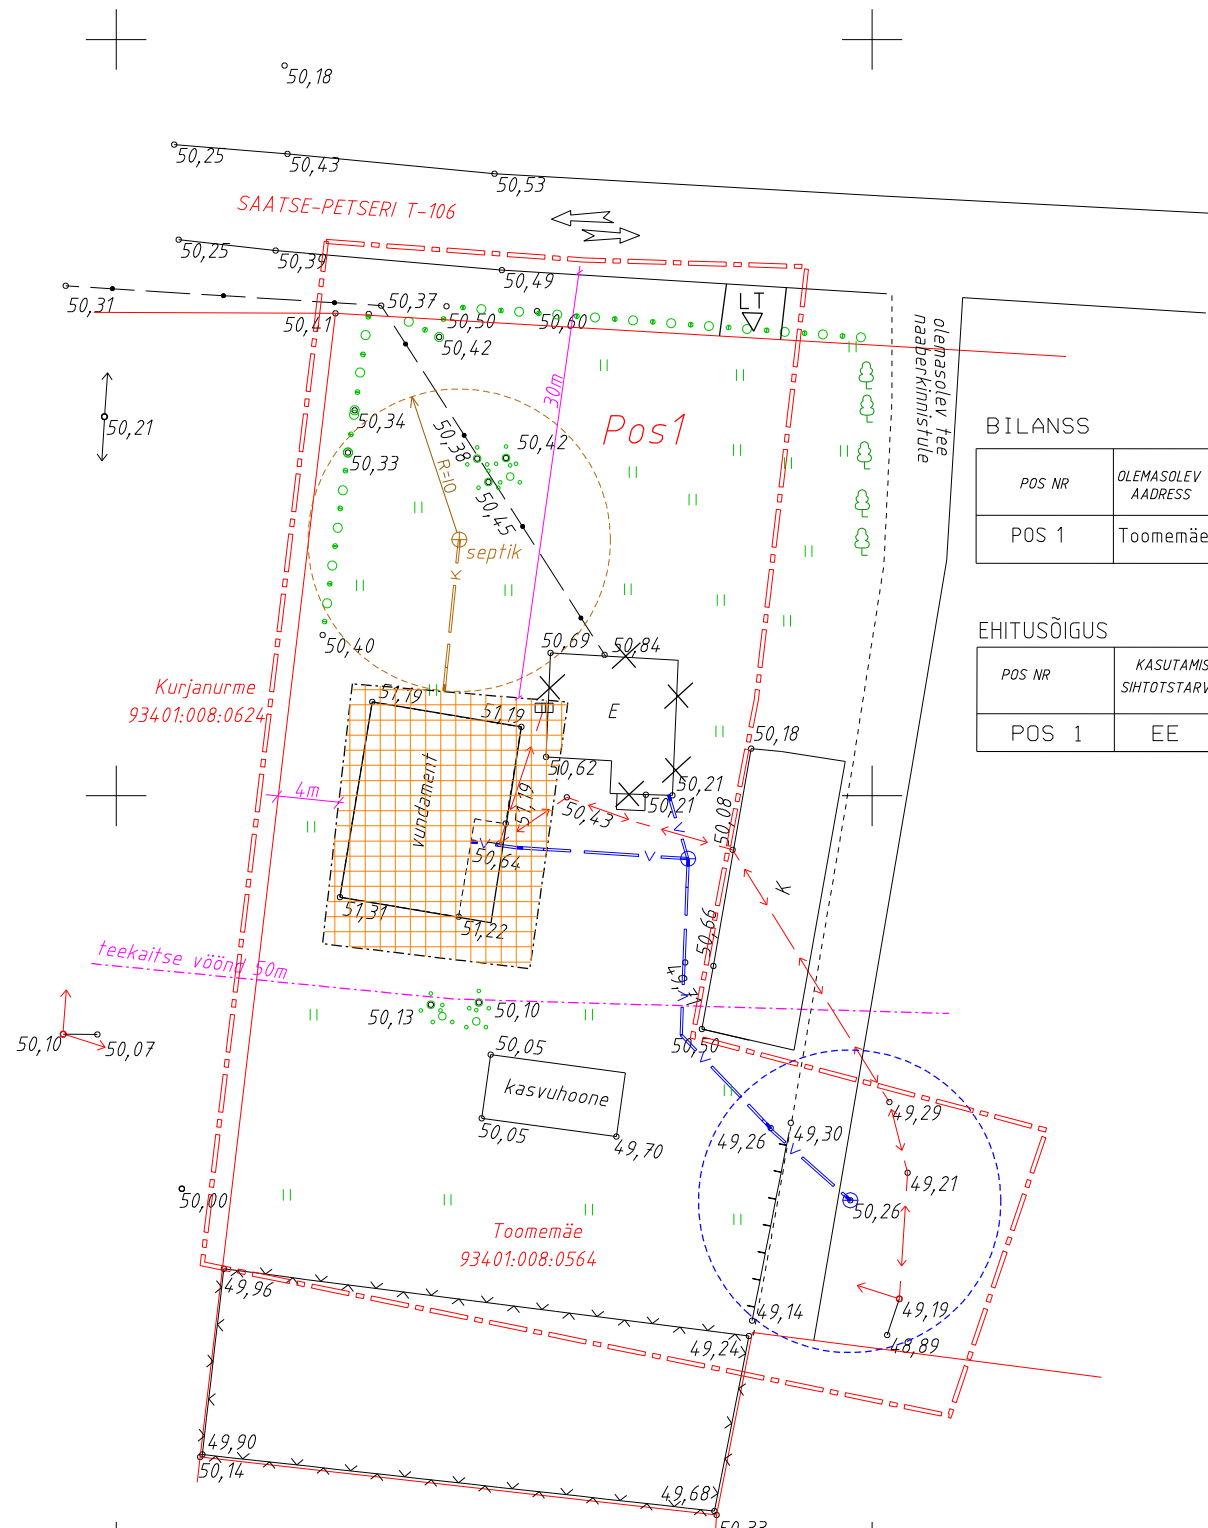 50,18
50,25
50,43
50,53
SAATSE-PETSERI T-106
50,25
50,39
50,49
50,31
50,37
50,41
50,50
50,60
50,42
LT
olemasolev tee
naaberkinnistule
30m
50,34
50,21
50,33
50,38
50,42
R=10
50,45
Pos1
BILANSS
POS NR
OLEMASOLEV
AADRESS
POS 1
Toomemäe
septik
K
EHITUSÕIGUS
POS NR
KASUTAMIS
SIHTOTSTARV
POS 1
EE
50,40
50,69
50,84
Kurjanurme
93401:008:0624
51,79
51,19
E
50,18
50,62
vundament
4m
51,19
50,43
50,21
50,21
50,08
V
50,64
V
V
K
51,31
51,22
50,66
teekaitse vöönd 50m
V
50,13
50,10
50,10
50,07
50,50
50,05
V
kasvuhoone
50,05
49,70
49,26
49,30
49,29
V
49,21
50,00
50,26
Toomemäe
93401:008:0564
49,96
49,14
49,19
49,24
48,89
49,90
50,14
49,68